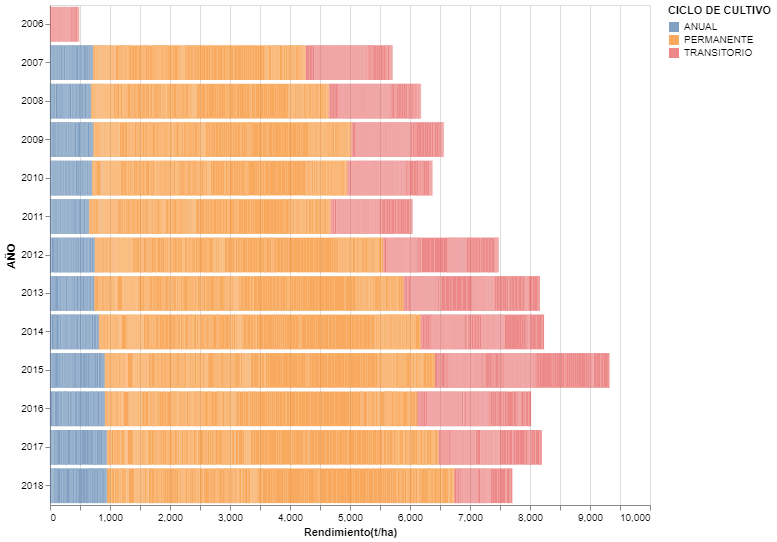 CICLO DE CULTIVO
ANUAL
PERMANENTE
TRANSITORIO
AÑO
2006
2007
2008
2009
2010
2011
2012
2013
2014
2015
2016
2017
2018
0 1,000 2,000 3,000 4,000 5,000 6,000 7,000 8,000 9,000 10,000
Rendimiento(t/ha)